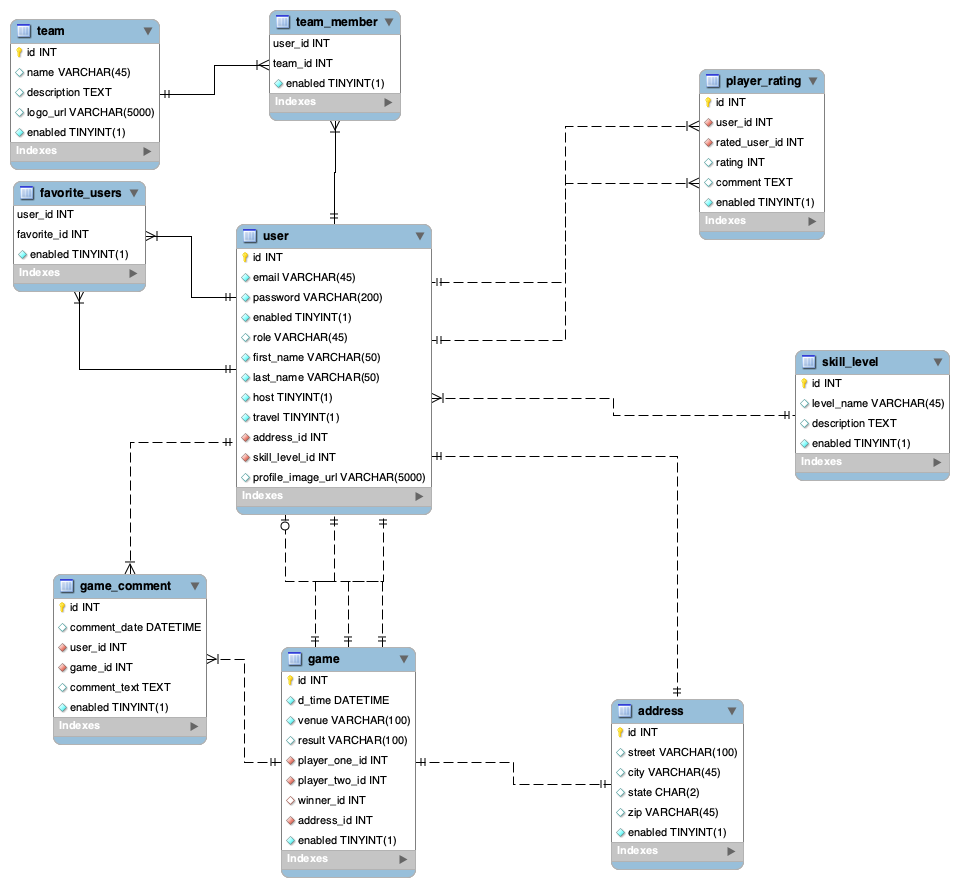 team
id INT
name VARCHAR(45)
description TEXT
logo_url VARCHAR(5000)
enabled TINYINT(1)
Indexes
team_member
user_id INT
team_id INT
enabled TINYINT(1)
Indexes
player_rating
id INT
user_id INT
rated_user_id INT
rating INT
comment TEXT
enabled TINYINT(1)
Indexes
favorite_users
user_id INT
favorite_id INT
enabled TINYINT(1)
Indexes
user
id INT
email VARCHAR(45)
password VARCHAR(200)
enabled TINYINT(1)
role VARCHAR(45)
first_name VARCHAR(50)
last_name VARCHAR(50)
host TINYINT(1)
travel TINYINT(1)
address_id INT
skill_level_id INT
profile_image_url VARCHAR(5000)
Indexes
skill_level
id INT
level_name VARCHAR(45)
description TEXT
enabled TINYINT(1)
Indexes
game_comment
id INT
comment_date DATETIME
user_id INT
game_id INT
comment_text TEXT
enabled TINYINT(1)
Indexes
game
id INT
d_time DATETIME
venue VARCHAR(100)
result VARCHAR(100)
player_one_id INT
player_two_id INT
winner_id INT
address_id INT
enabled TINYINT(1)
Indexes
address
id INT
street VARCHAR(100)
city VARCHAR(45)
state CHAR(2)
zip VARCHAR(45)
enabled TINYINT(1)
Indexes